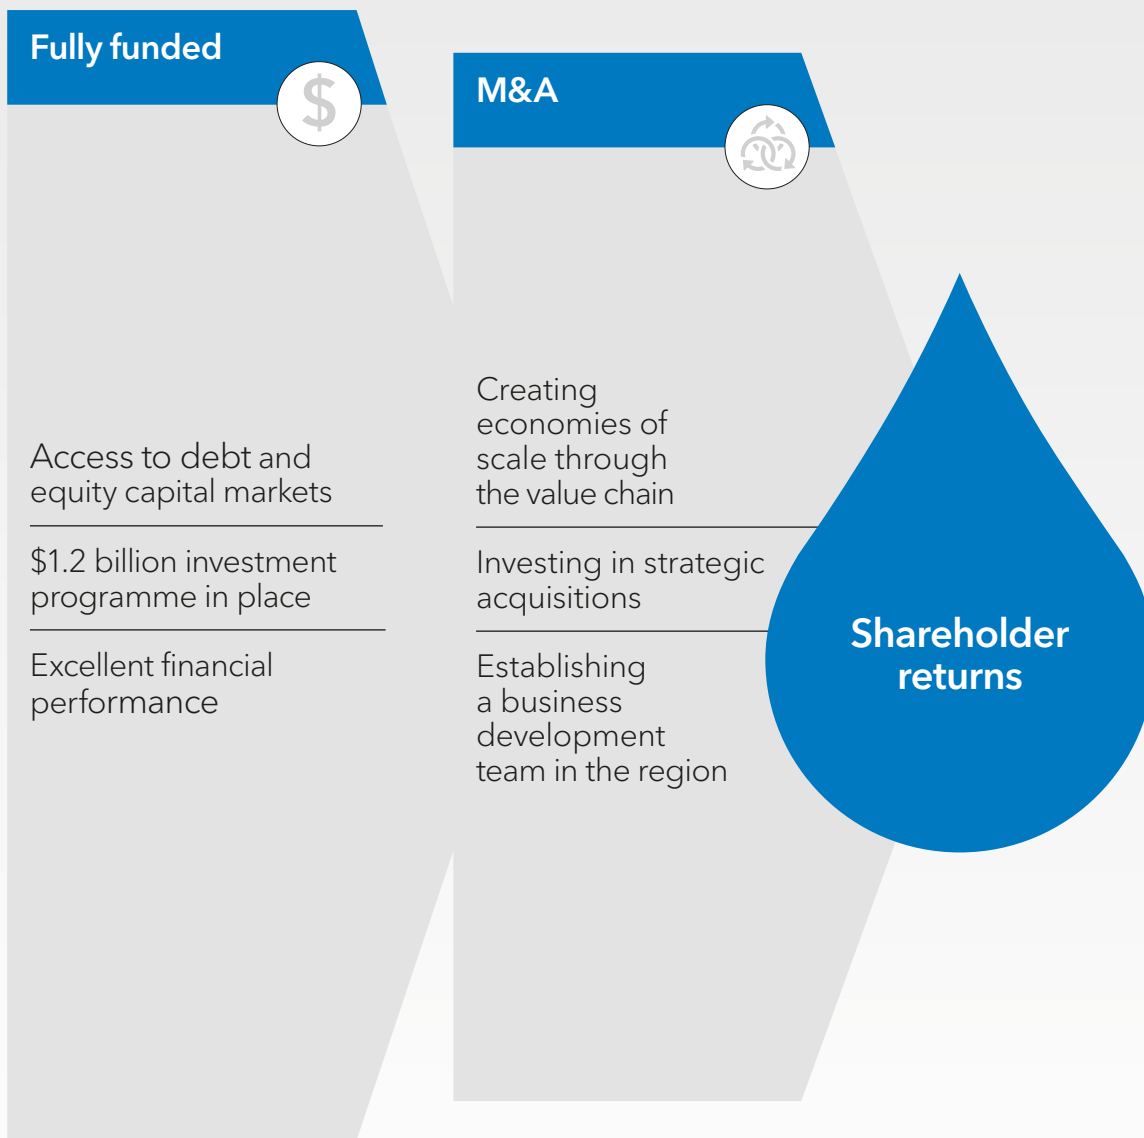 Fully funded
$
Access to debt and
equity capital markets
$1.2 billion investment
programme in place
Excellent financial
performance
M&A
Creating
economies of
scale through
the value chain
Investing in strategic
acquisitions
Establishing
a business
development
team in the region
Shareholder
returns